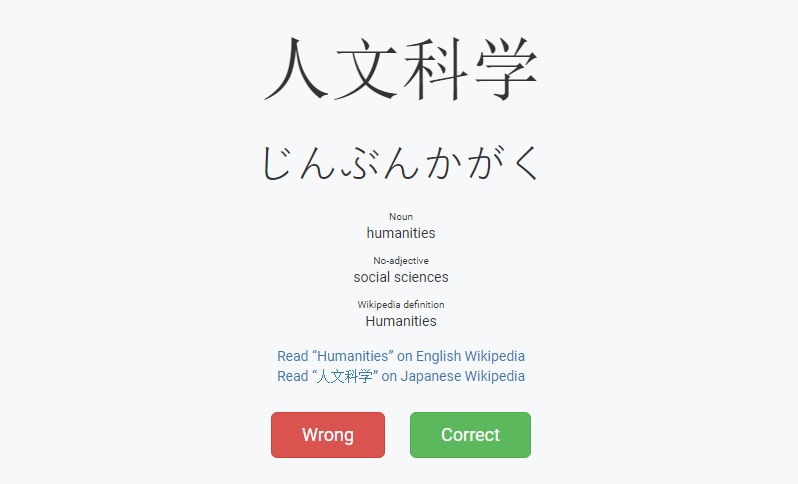 人文科学
じんぶんかがく
Noun
humanities
No-adjective
social sciences
Wikipedia definition
Humanities
Read “Humanities” on English Wikipedia
Read “人文科学” on Japanese Wikipedia
Wrong
Correct